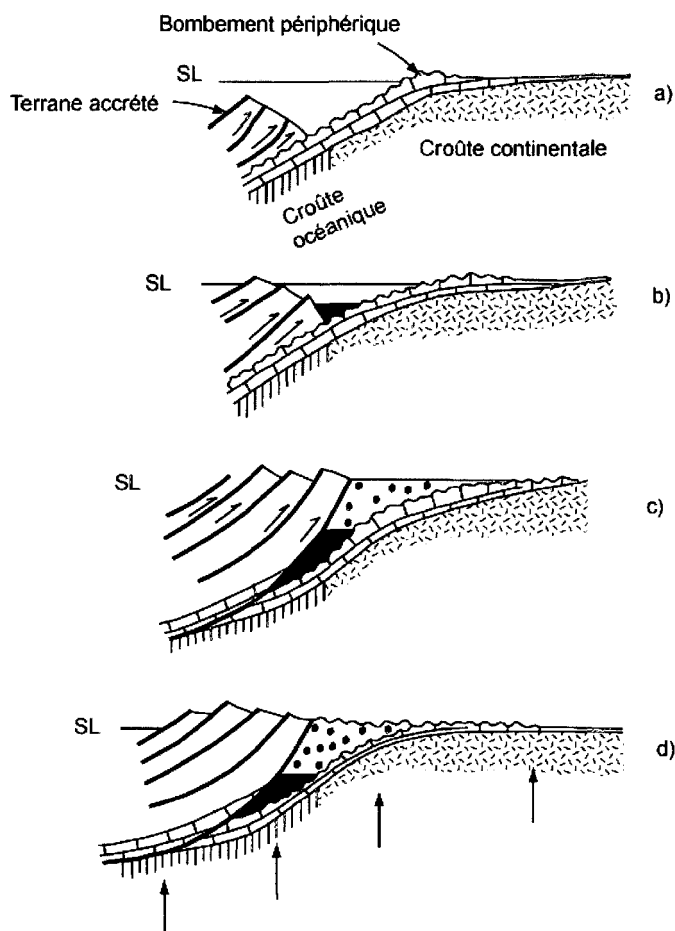 Bombement périphérique
SL
Terrane accrété
a)
Croûte continentale
Croûte
océanique
SL
b)
SL
c)
SL
d)